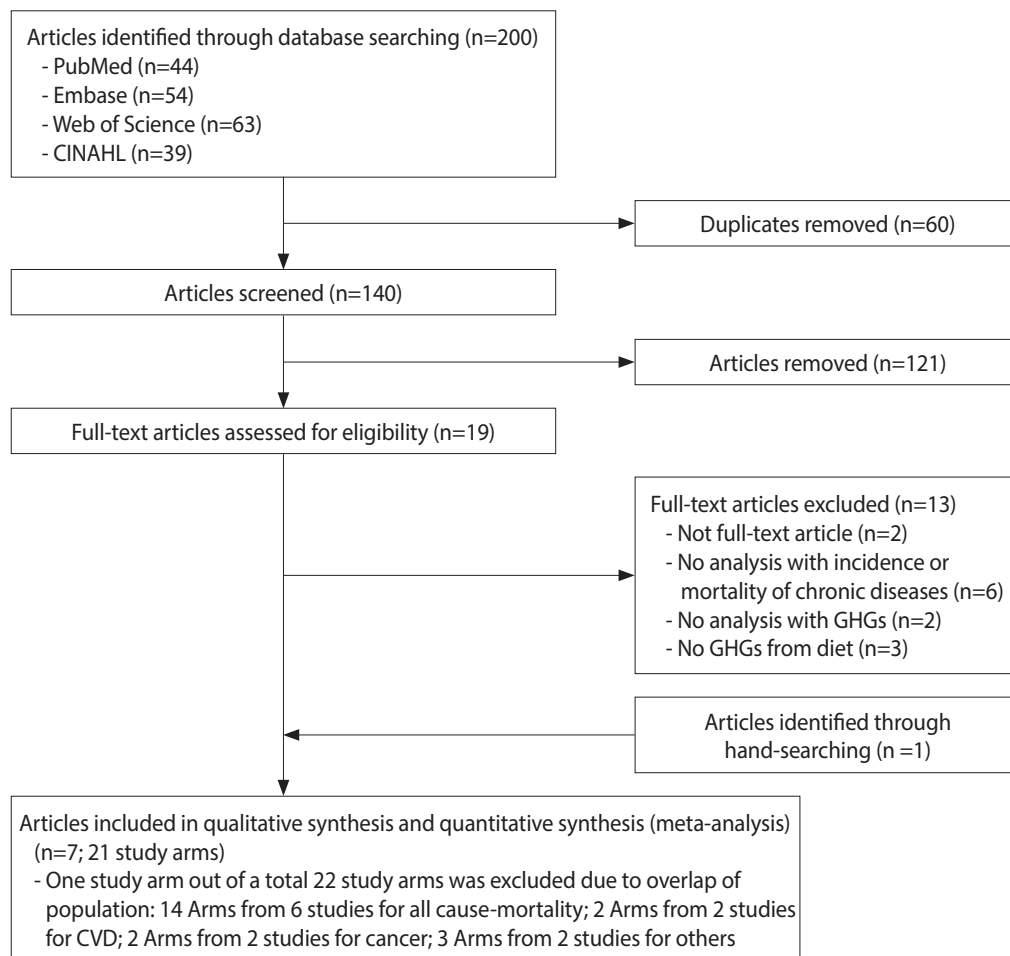 Articles identified through database searching (n=200)
- PubMed (n=44)
- Embase (n=54)
- Web of Science (n=63)
- CINAHL (n=39)
Duplicates removed (n=60)
Articles screened (n=140)
Articles removed (n=121)
Full-text articles assessed for eligibility (n=19)
Full-text articles excluded (n=13)
- Not full-text article (n=2)
- No analysis with incidence or
mortality of chronic diseases (n=6)
- No analysis with GHGs (n=2)
- No GHGs from diet (n=3)
Articles identified through
hand-searching (n =1)
Articles included in qualitative synthesis and quantitative synthesis (meta-analysis)
(n=7; 21 study arms)
- One study arm out of a total 22 study arms was excluded due to overlap of
population: 14 Arms from 6 studies for all cause-mortality; 2 Arms from 2 studies
for CVD; 2 Arms from 2 studies for cancer; 3 Arms from 2 studies for others